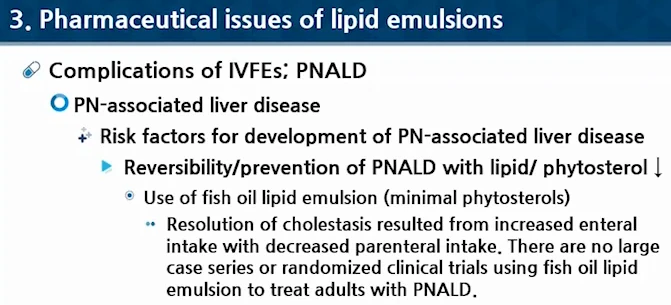 3. Pharmaceutical issues of lipid emulsions
Complications of IVFEs; PNALD
PN-associated liver disease
Risk factors for development of PN-associated liver disease
Reversibility/prevention of PNALD with lipid/ phytosterol↓
Use of fish oil lipid emulsion (minimal phytosterols)
Resolution of cholestasis resulted from increased enteral
intake with decreased parenteral intake. There are no large
case series or randomized clinical trials using fish oil lipid
emulsion to treat adults with PNALD.